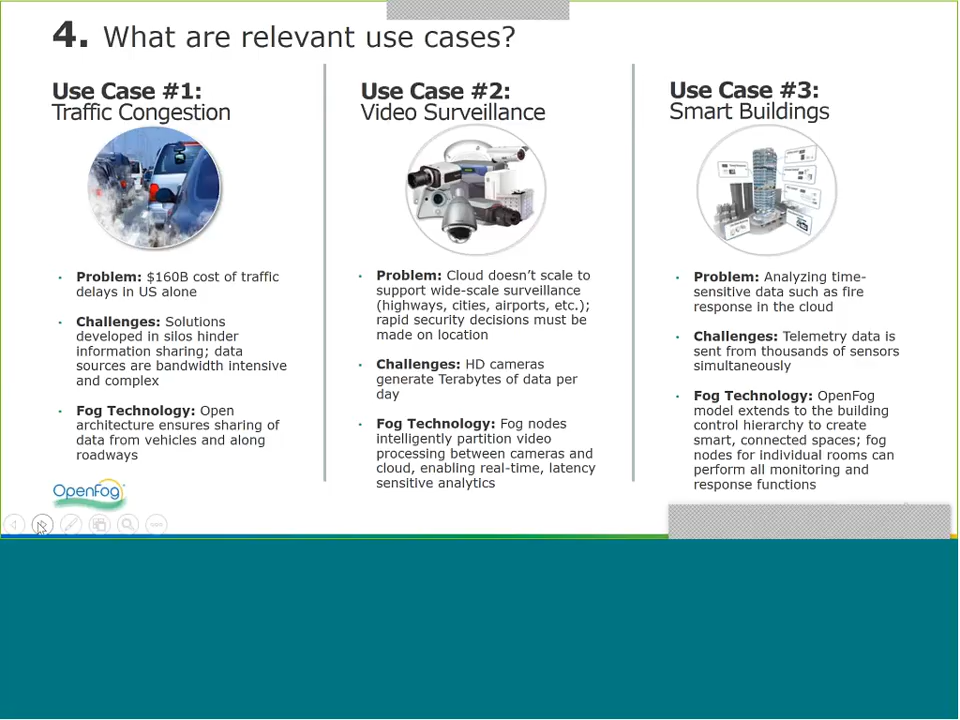 4. What are relevant use cases?
Use Case #1:
Traffic Congestion
• Problem: $160B cost of traffic
delays in US alone
• Challenges: Solutions
developed in silos hinder
information sharing; data
sources are bandwidth intensive
and complex
• Fog Technology: Open
architecture ensures sharing of
data from vehicles and along
roadways
OpenFog
Use Case #2:
Video Surveillance
• Problem: Cloud doesn’t scale to
support wide-scale surveillance
(highways, cities, airports, etc.);
rapid security decisions must be
made on location
• Challenges: HD cameras
generate Terabytes of data per
day
• Fog Technology: Fog nodes
intelligently partition video
processing between cameras and
cloud, enabling real-time, latency
sensitive analytics
Use Case #3:
Smart Buildings
• Problem: Analyzing time-
sensitive data such as fire
response in the cloud
• Challenges: Telemetry data is
sent from thousands of sensors
simultaneously
• Fog Technology: OpenFog
model extends to the building
control hierarchy to create
smart, connected spaces; fog
nodes for individual rooms can
perform all monitoring and
response functions